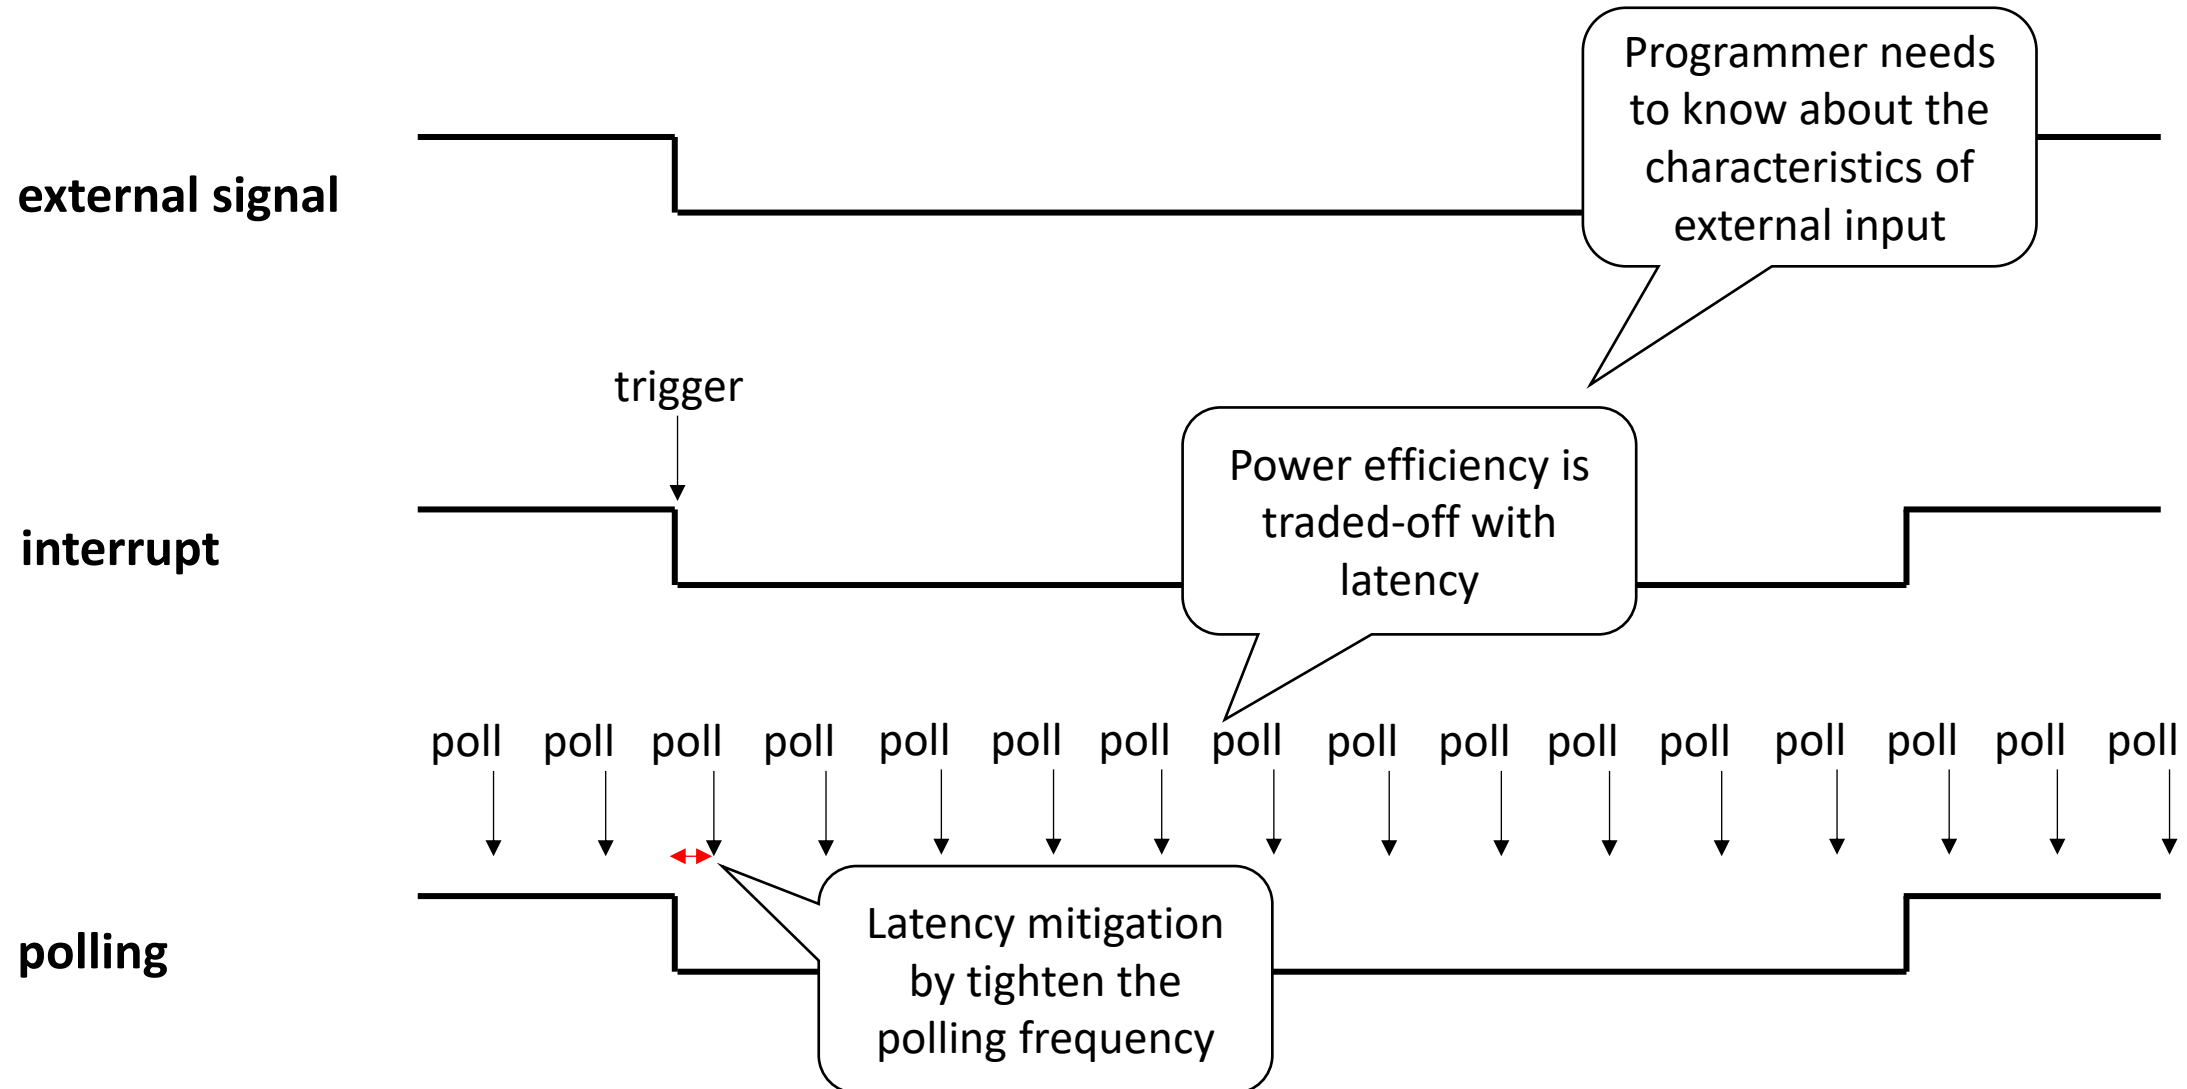 Programmer needs
to know about the
characteristics of
external input
external signal
trigger
Power efficiency is
traded-off with
latency
interrupt
poll poll poll poll poll poll poll poll poll poll poll poll poll poll poll poll
Latency mitigation
by tighten the
polling frequency
polling